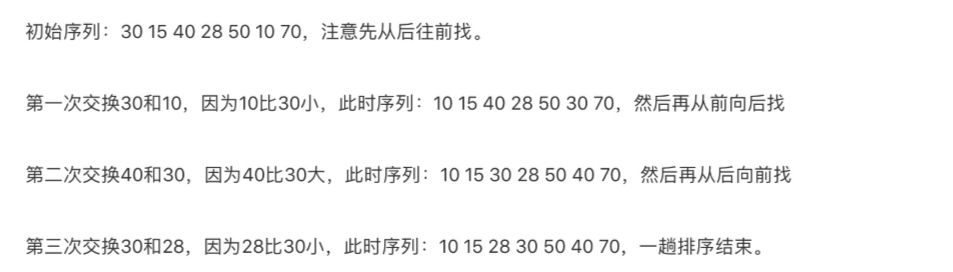 初始序列：30 15 40 28 50 10 70，注意先从后往前找。
第一次交换30和10，因为10比30小，此时序列：10 15 40 28 50 30 70，然后再从前向后找
第二次交换40和30，因为40比30大，此时序列：10 15 30 28 50 40 70，然后再从后向前找
第三次交换30和28，因为28比30小，此时序列：10 15 28 30 50 40 70，一趟排序结束。